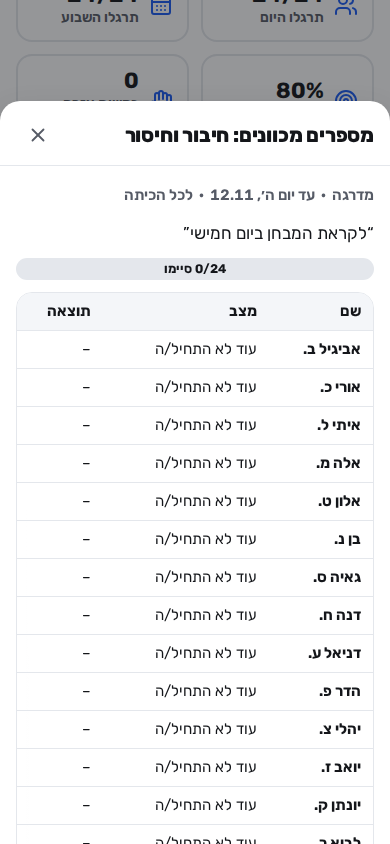 תרגלו היום
תרגלו השבוע
80%
0
מספרים מכוונים: חיבור וחיסור
מדרגה • עד יום ה׳, 12.11 • לכל הכיתה
"לקראת המבחן ביום חמישי"
0/24 סיימו
שם מצב תוצאה
אביגיל ב. עוד לא התחיל/ה –
אורי כ. עוד לא התחיל/ה –
איתי ל. עוד לא התחיל/ה –
אלה מ. עוד לא התחיל/ה –
אלון ט. עוד לא התחיל/ה –
בן נ. עוד לא התחיל/ה –
גאיה ס. עוד לא התחיל/ה –
דנה ח. עוד לא התחיל/ה –
דניאל ע. עוד לא התחיל/ה –
הדר פ. עוד לא התחיל/ה –
יהלי צ. עוד לא התחיל/ה –
יואב ז. עוד לא התחיל/ה –
יונתן ק. עוד לא התחיל/ה –
עוד לא התחיל/ה –